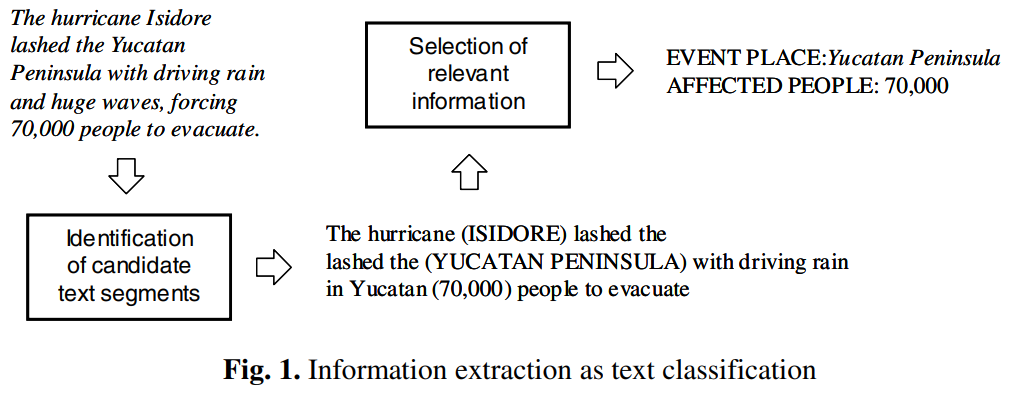 The hurricane Isidore
lashed the Yucatan
Peninsula with driving rain
and huge waves, forcing
70,000 people to evacuate.
Identification
of candidate
text segments
The hurricane (ISIDORE) lashed the
lashed the (YUCATAN PENINSULA) with driving rain
in Yucatan (70,000) people to evacuate
Selection of
relevant
information
EVENT PLACE:Yucatan Peninsula
AFFECTED PEOPLE: 70,000
Fig. 1. Information extraction as text classification